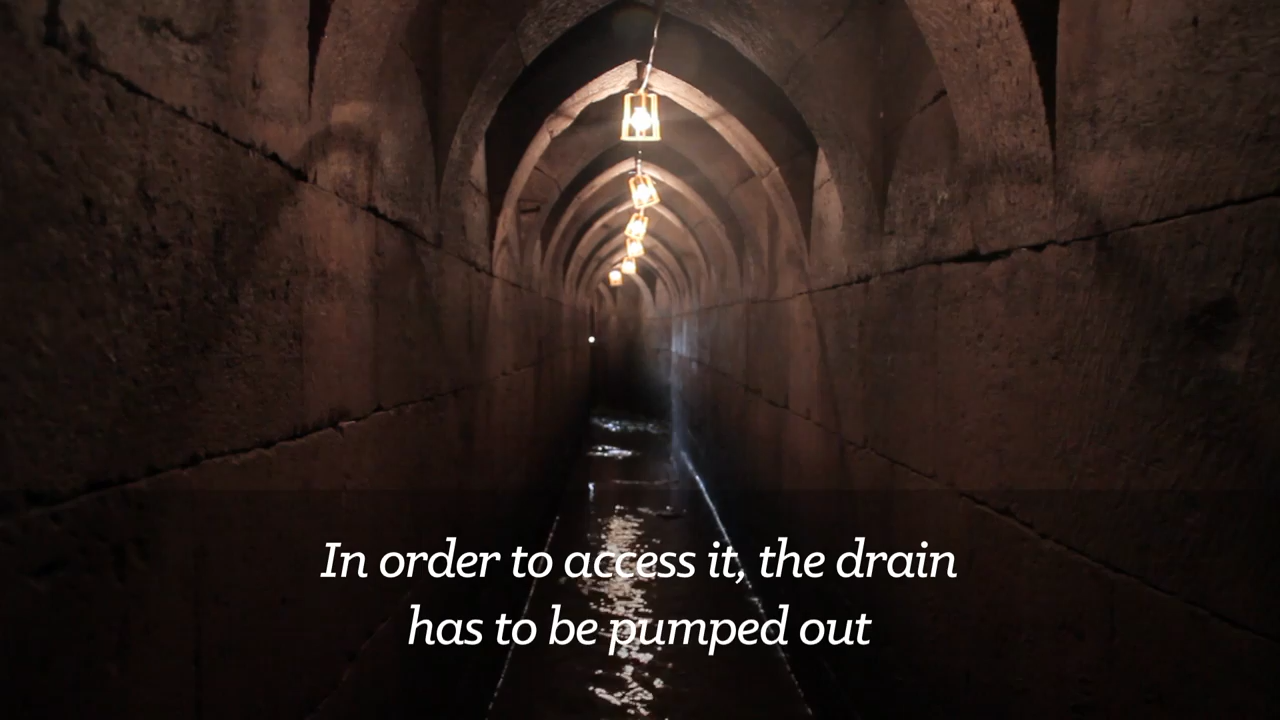 In order to access it, the drain
has to be pumped out